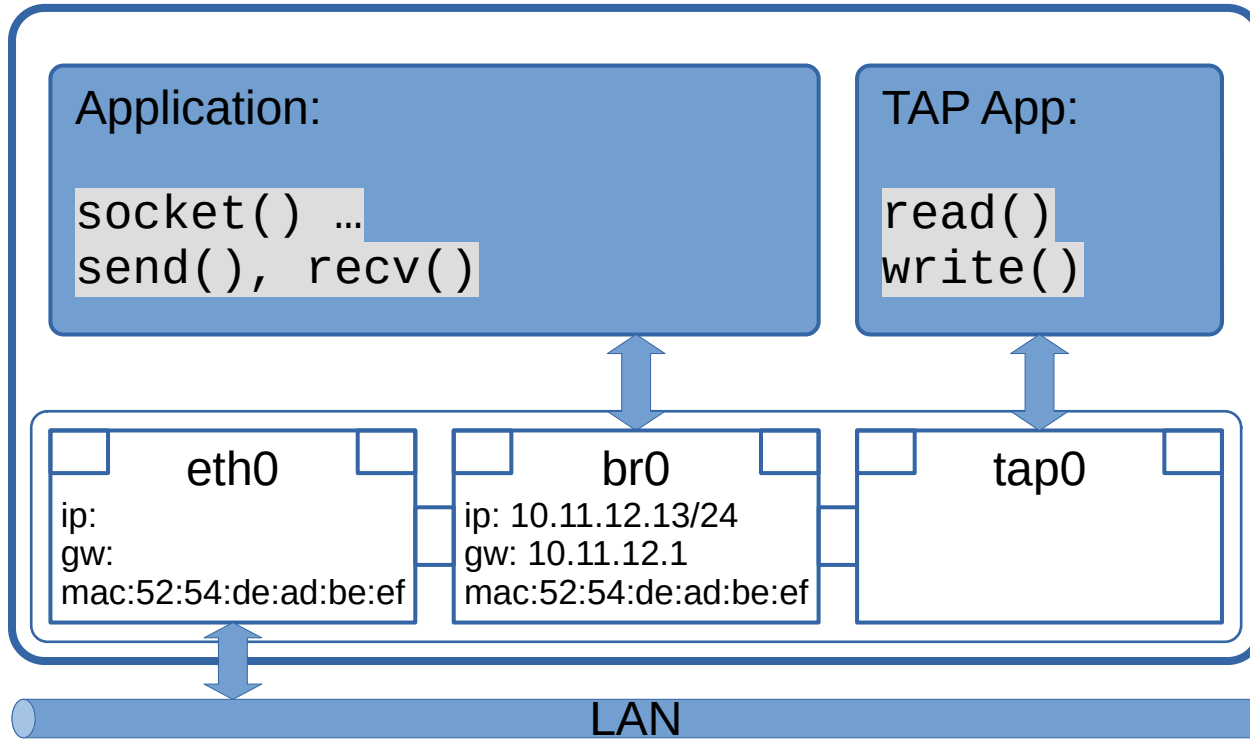 Application:
socket() …
send(), recv()
TAP App:
read()
write()
eth0
ip:
gw:
mac:52:54:de:ad:be:ef
br0
ip: 10.11.12.13/24
gw: 10.11.12.1
mac:52:54:de:ad:be:ef
tap0
LAN